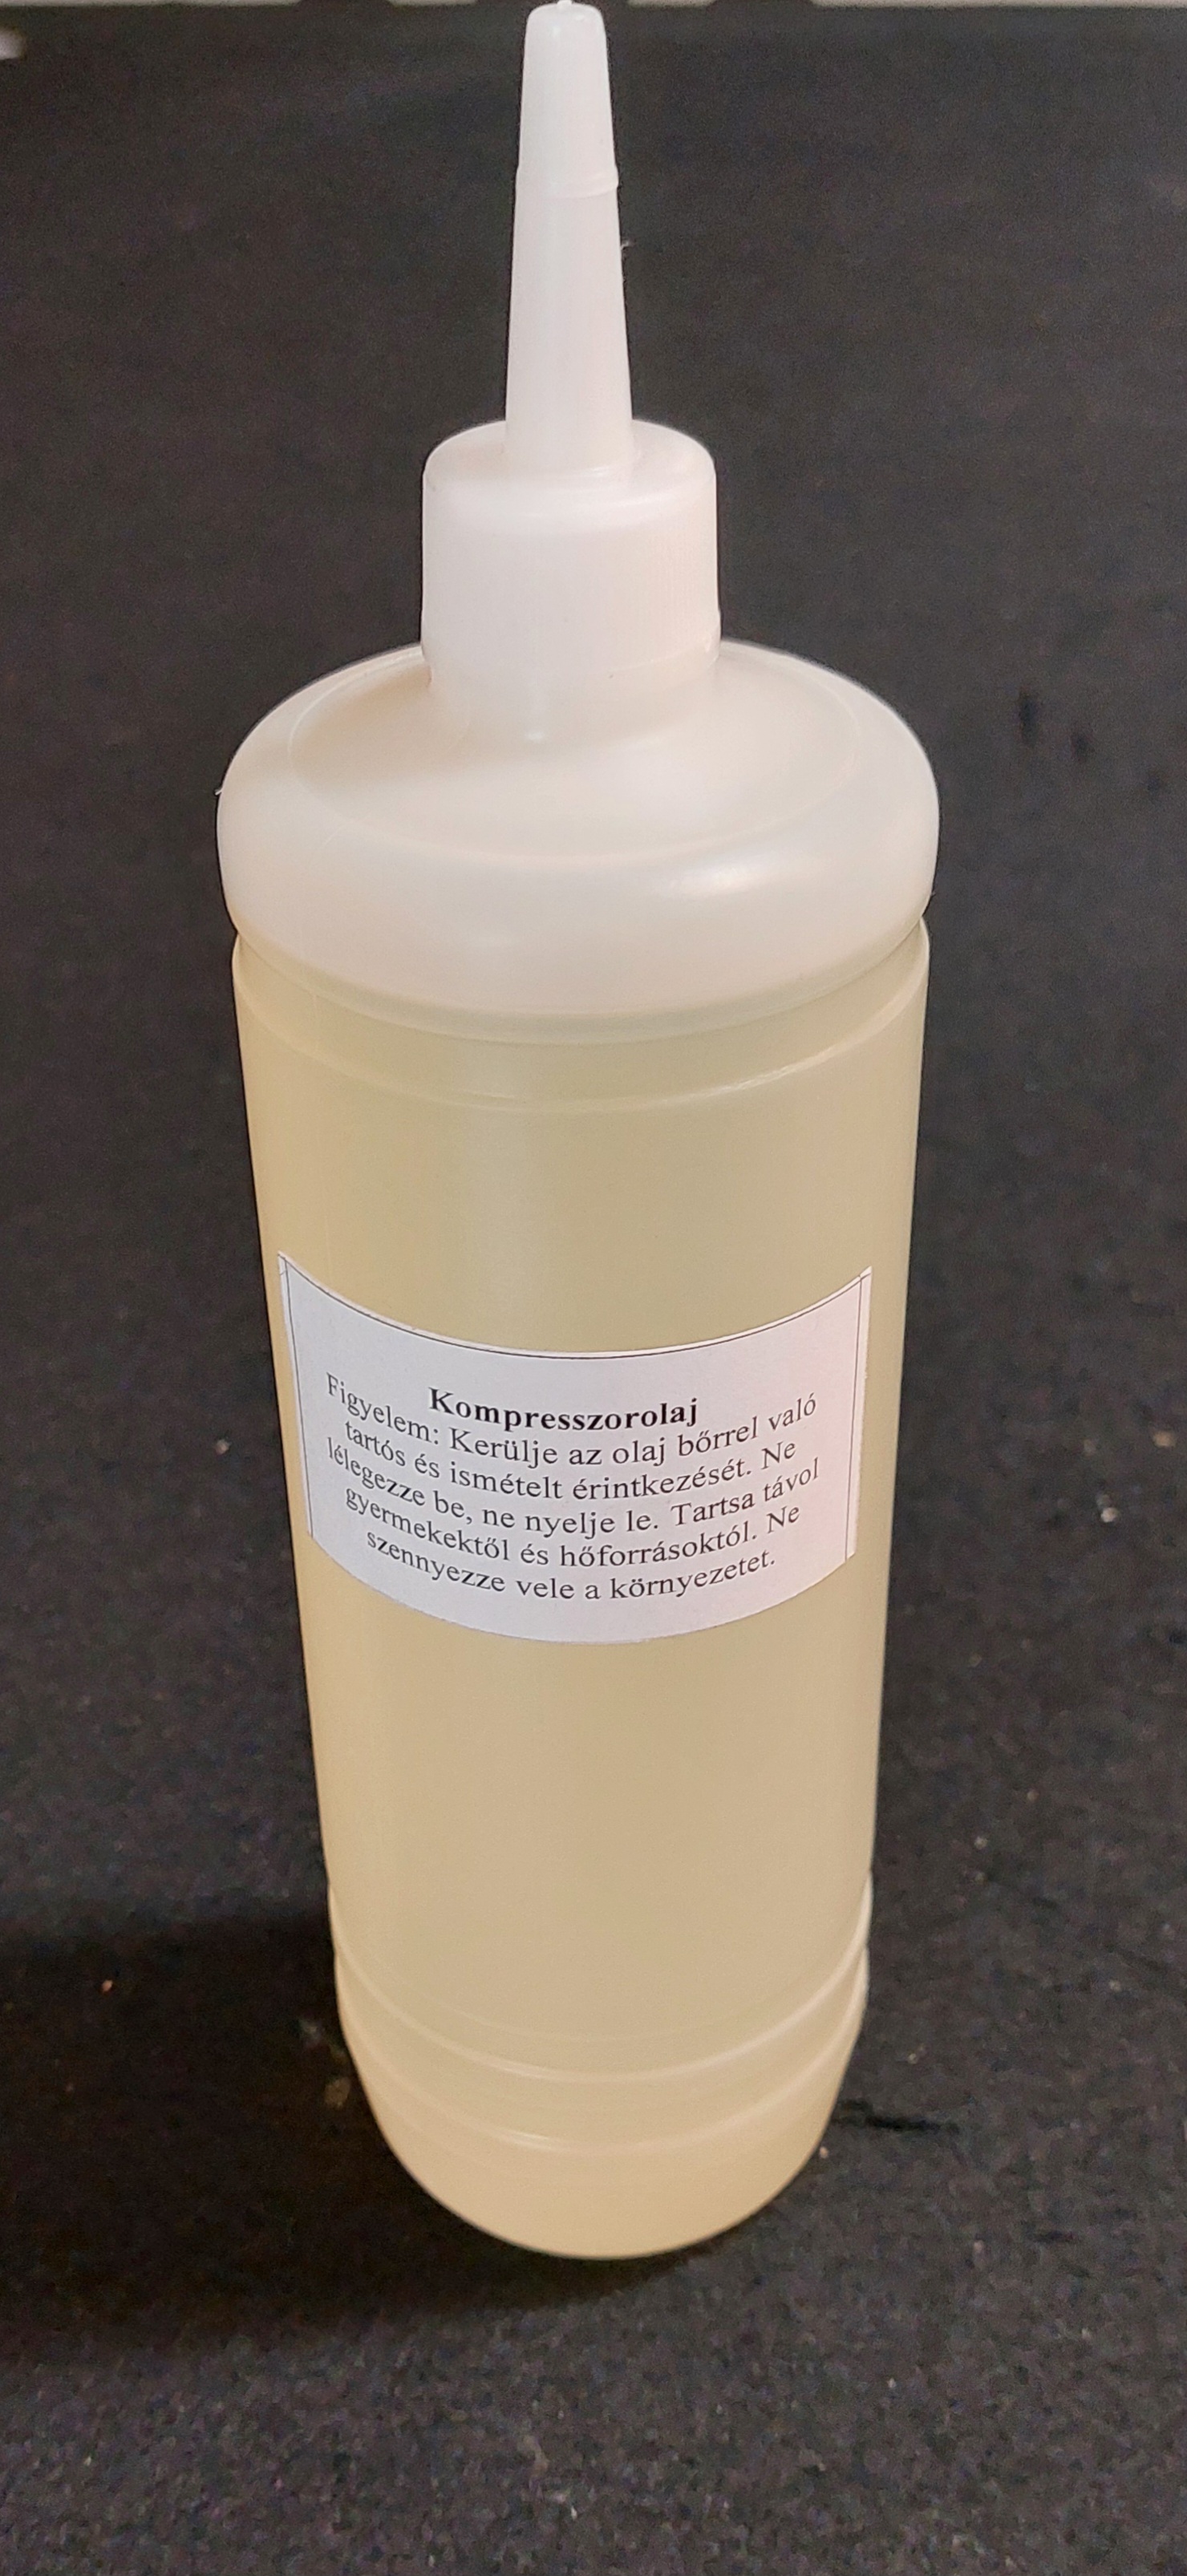 Kompresszorolaj
Figyelem: Kerülje az olaj bőrrel való
tartós és ismételt érintkezését. Ne
lélegezze be, ne nyelje le. Tartsa távol
gyermekektől és hőforrásoktól. Ne
szennyezze vele a környezetet.